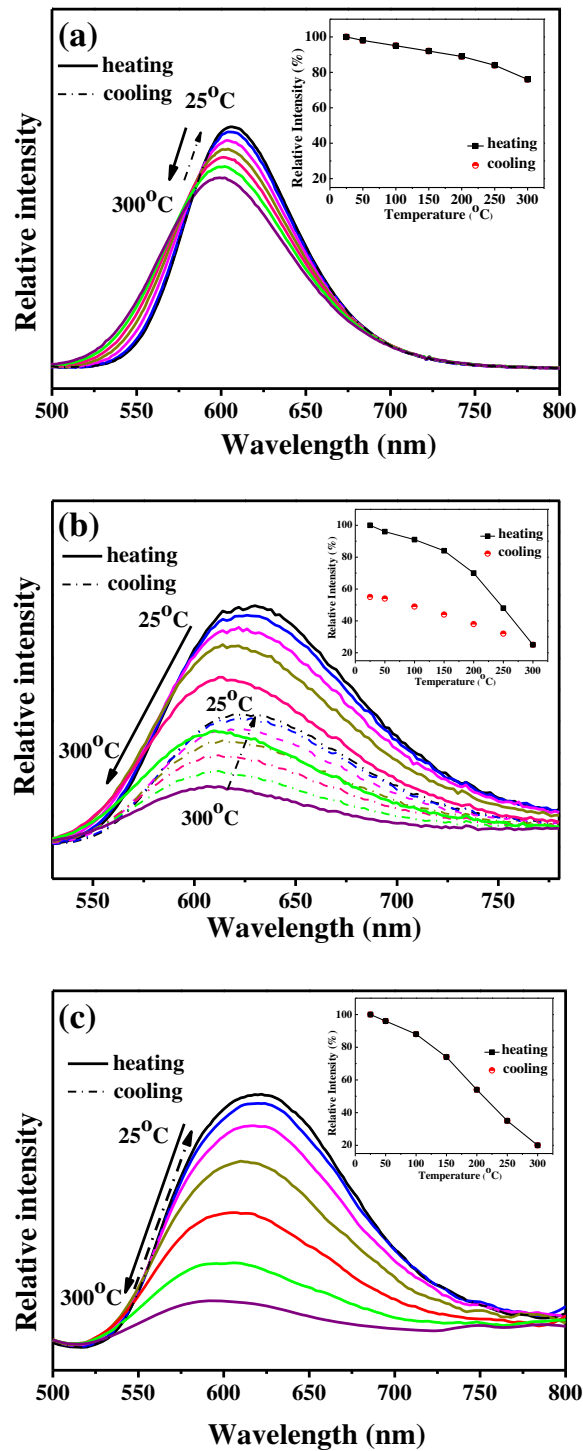 (a)
heating
cooling
25°C
300°C
Relative intensity
500 550 600 650 700 750 800
Wavelength (nm)
Relative Intensity (%)
100
80
60
40
20
heating
cooling
50 100 150 200 250 300
Temperature (°C)
(b)
heating
cooling
25°C
300°C
25°C
300°C
Relative intensity
550 600 650 700 750
Wavelength (nm)
Relative Intensity (%)
100
80
60
40
20
heating
cooling
0 50 100 150 200 250 300
Temperature (°C)
(c)
heating
cooling
25°C
300°C
Relative intensity
500 550 600 650 700 750 800
Wavelength (nm)
Relative Intensity (%)
100
80
60
40
20
heating
cooling
0 50 100 150 200 250 300
Temperature (°C)